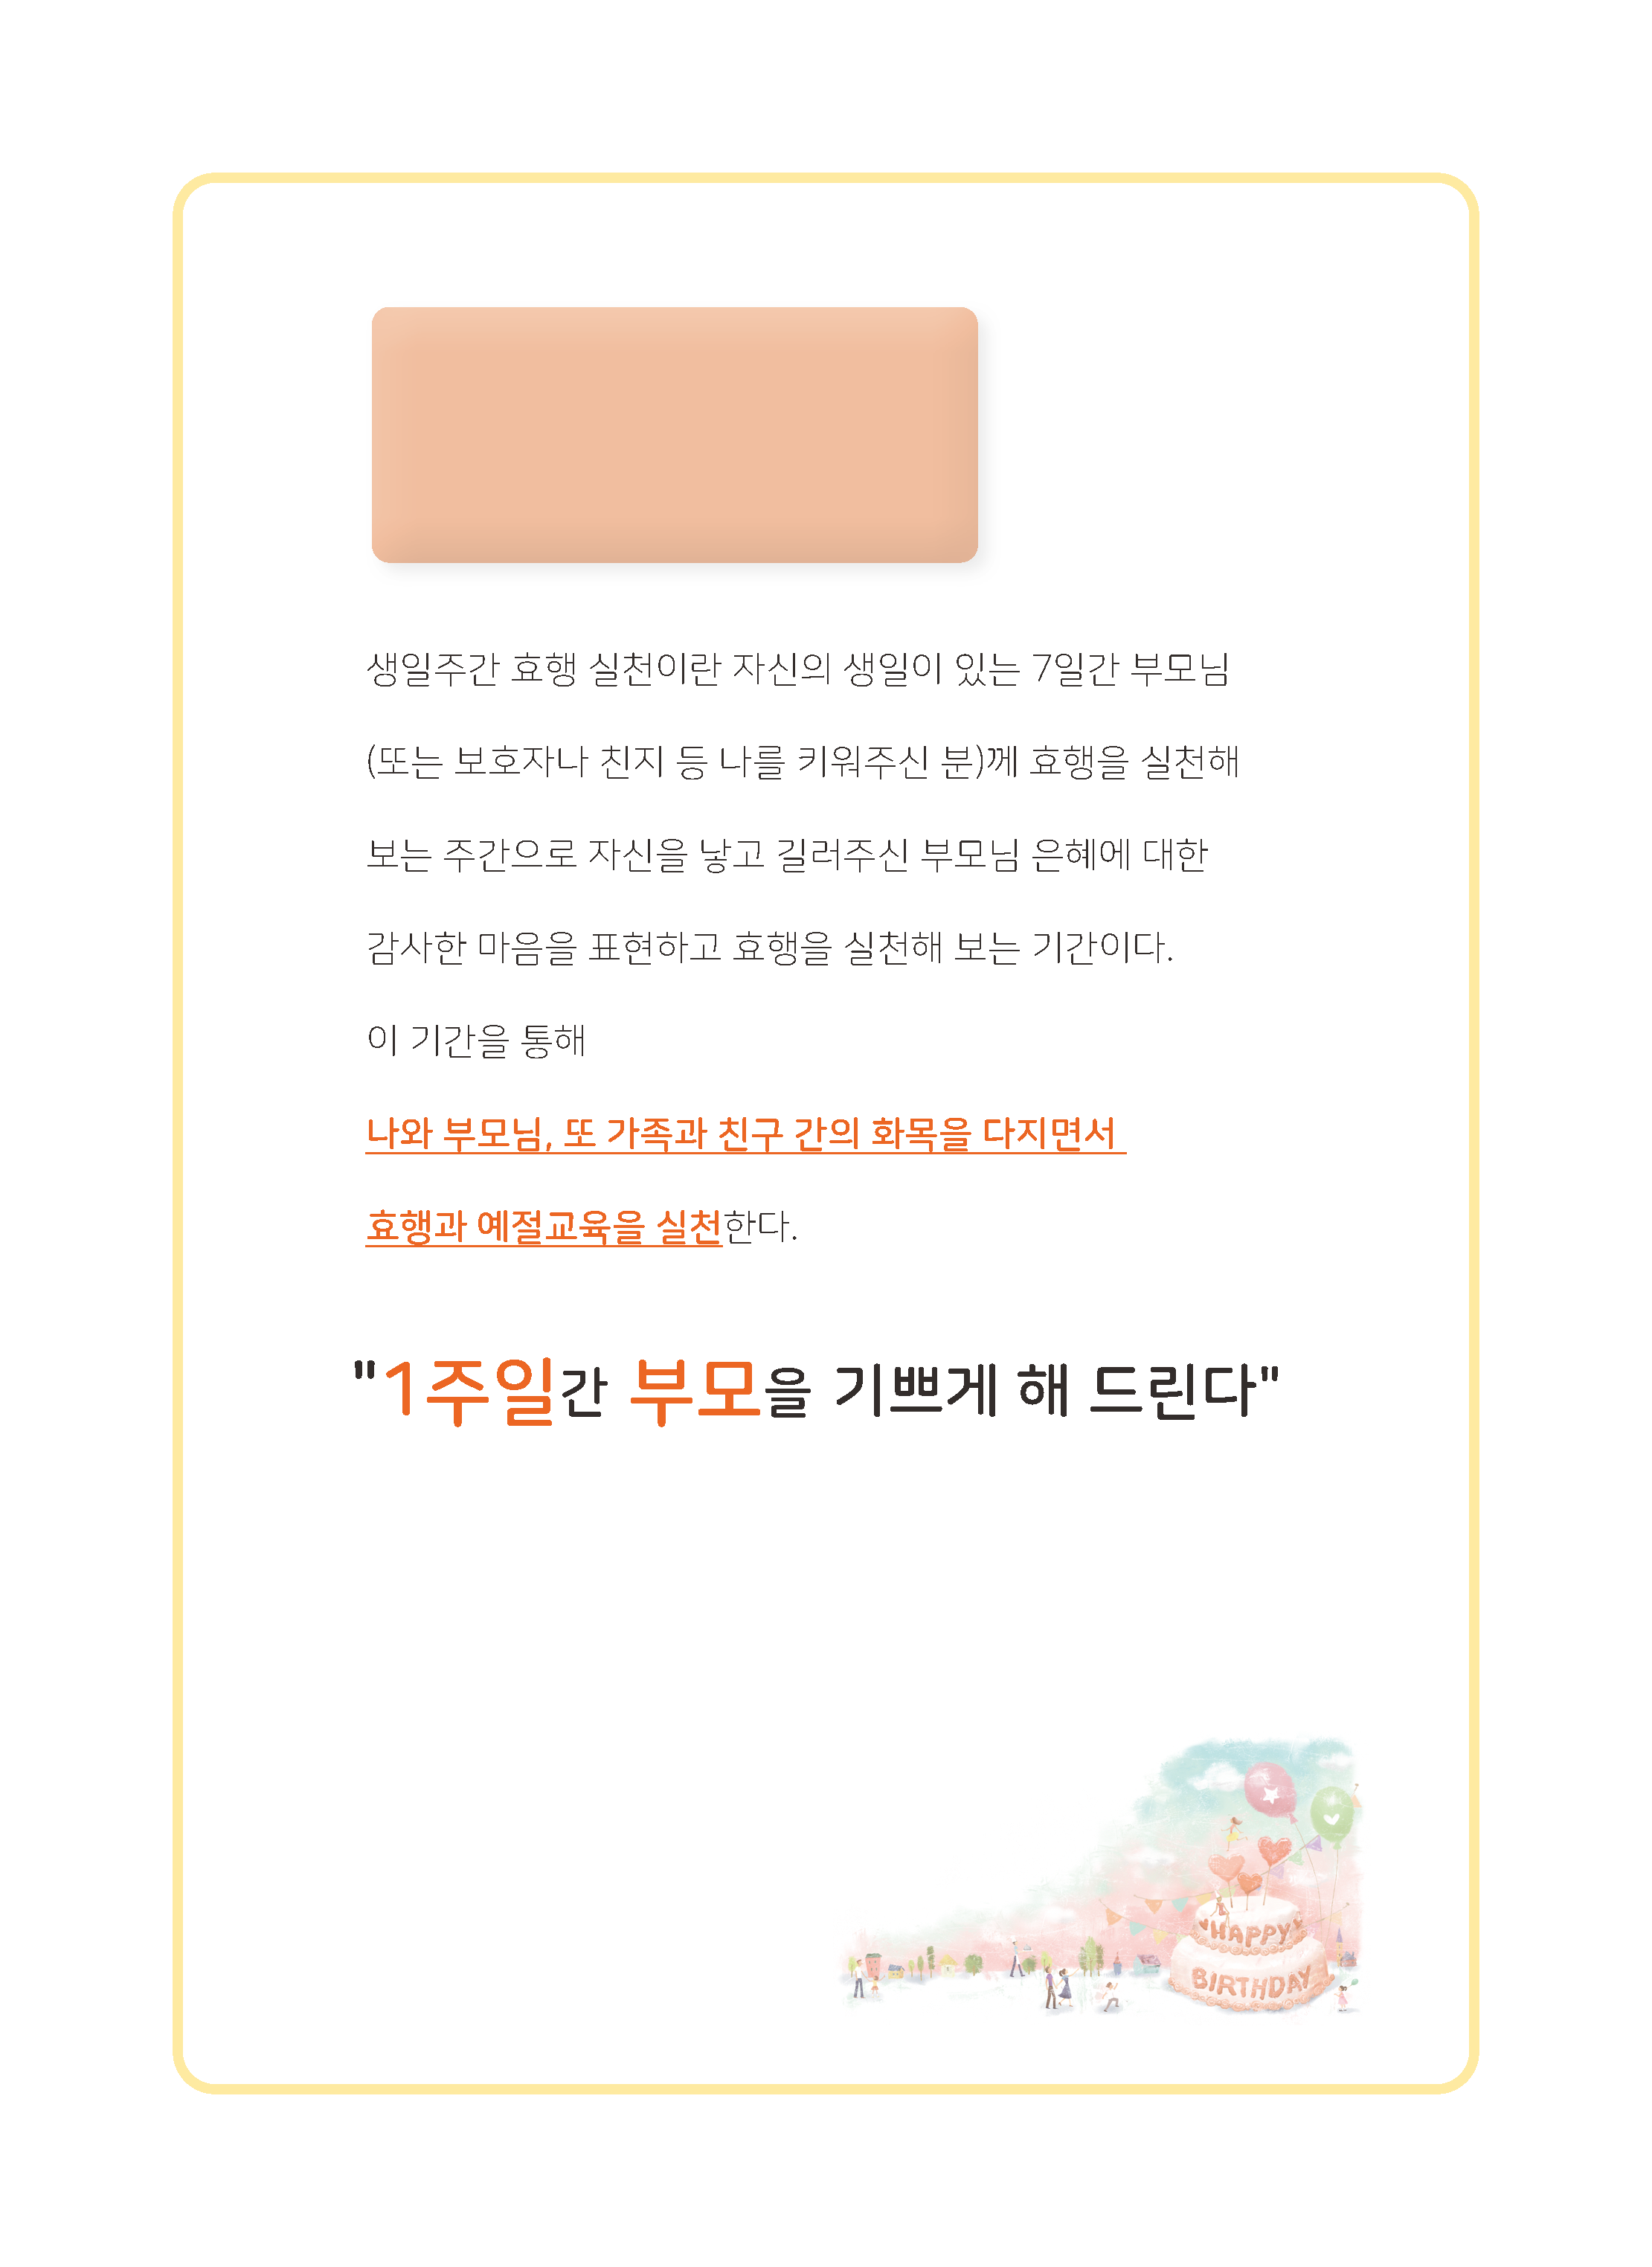 생일주간 효행 실천이란 자신의 생일이 있는 7일간 부모님
(또는 보호자나 친지 등 나를 키워주신 분)께 효행을 실천해
보는 주간으로 자신을 낳고 길러주신 부모님 은혜에 대한
감사한 마음을 표현하고 효행을 실천해 보는 기간이다.
이 기간을 통해
나와 부모님, 또 가족과 친구 간의 화목을 다지면서
효행과 예절교육을 실천한다.
"1주일간 부모을 기쁘게 해 드린다"
HAPPY
BIRTHDAY